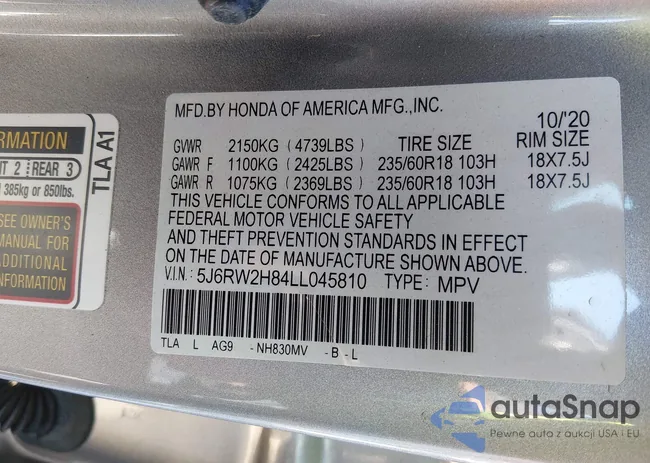 ORMATION
NT 2 REAR 3
385kg or 850lbs.
SEE OWNER'S
MANUAL FOR
ADDITIONAL
INFORMATION
TLA A1
MFD.BY HONDA OF AMERICA MFG.,INC.
10/'20
GVWR 2150KG (4739LBS) TIRE SIZE RIM SIZE
GAWR F 1100KG (2425LBS) 235/60R18 103H 18X7.5J
GAWR R 1075KG (2369LBS) 235/60R18 103H 18X7.5J
THIS VEHICLE CONFORMS TO ALL APPLICABLE
FEDERAL MOTOR VEHICLE SAFETY
AND THEFT PREVENTION STANDARDS IN EFFECT
ON THE DATE OF MANUFACTURE SHOWN ABOVE.
V.I.N.: 5J6RW2H84LL045810 TYPE: MPV
TLA L AG9 -NH830MV -B-L
autaSnap
Pewne auta z aukcji USA i EU